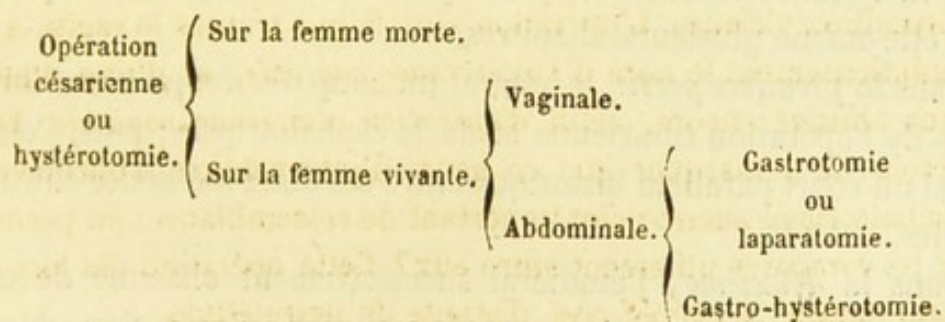 Opération
césarienne
ou
hystérotomie.
Sur la femme morte.
Sur la femme vivante.
Vaginale.
Abdominale.
Gastrotomie
ou
laparatomie.
Gastro-hystérotomie.